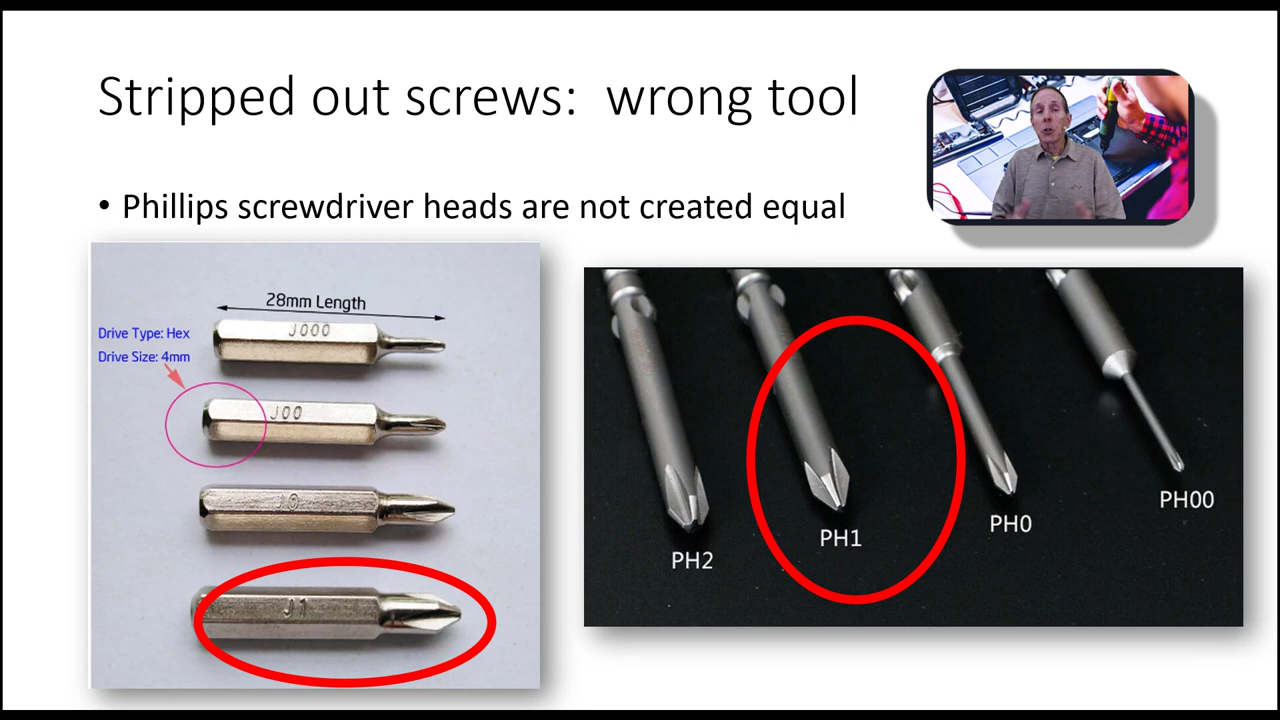 Stripped out screws:  wrong tool
• Phillips screwdriver heads are not created equal
28mm Length
J000
Drive Type: Hex
Drive Size: 4mm
J00
J0
J1
PH2
PH1
PH0
PH00